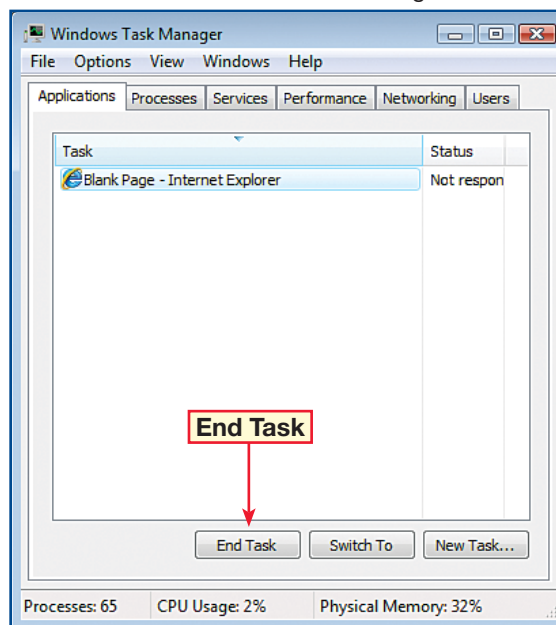 Windows Task Manager
File Options View Windows Help
Applications Processes Services Performance Networking Users
Task Status
Blank Page - Internet Explorer Not respon
End Task
End Task Switch To New Task...
Processes: 65 CPU Usage: 2% Physical Memory: 32%